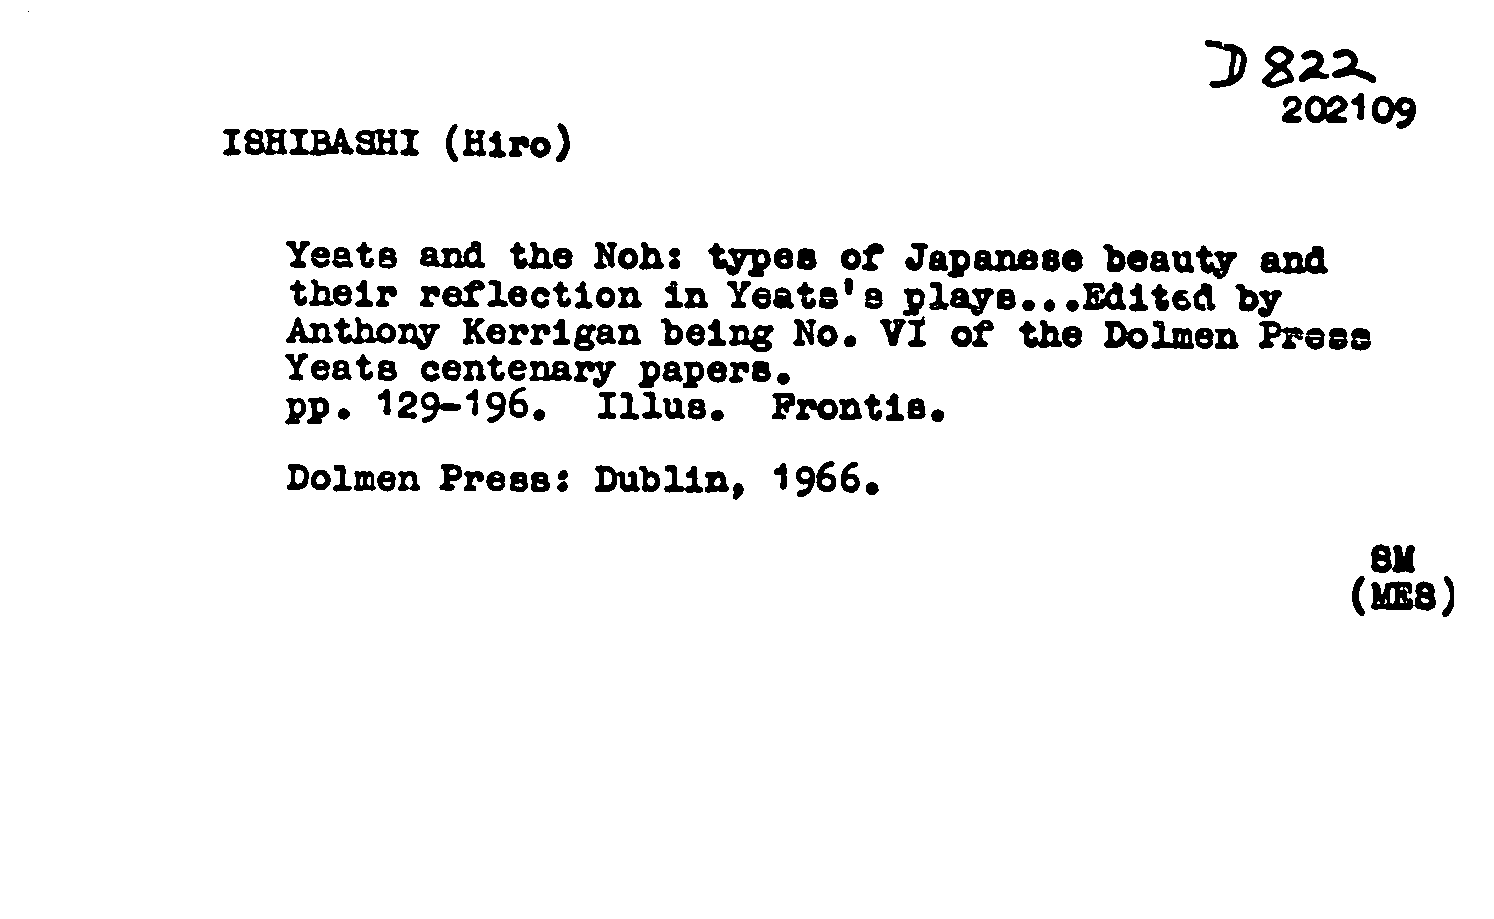 D 822
202109
ISHIBASHI (Hiro)
Yeats and the Noh: types of Japanese beauty and
their reflection in Yeats's plays...Edited by
Anthony Kerrigan being No. VI of the Dolmen Press
Yeats centenary papers.
pp. 129-196. Illus. Frontis.
Dolmen Press: Dublin, 1966.
SM
(MES)